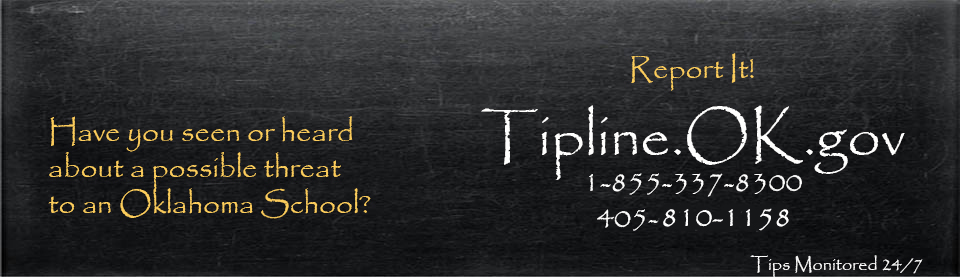 Have you seen or heard
about a possible threat
to an Oklahoma School?
Report It!
Tipline.OK.gov
1-855-337-8300
405-810-1158
Tips Monitored 24/7